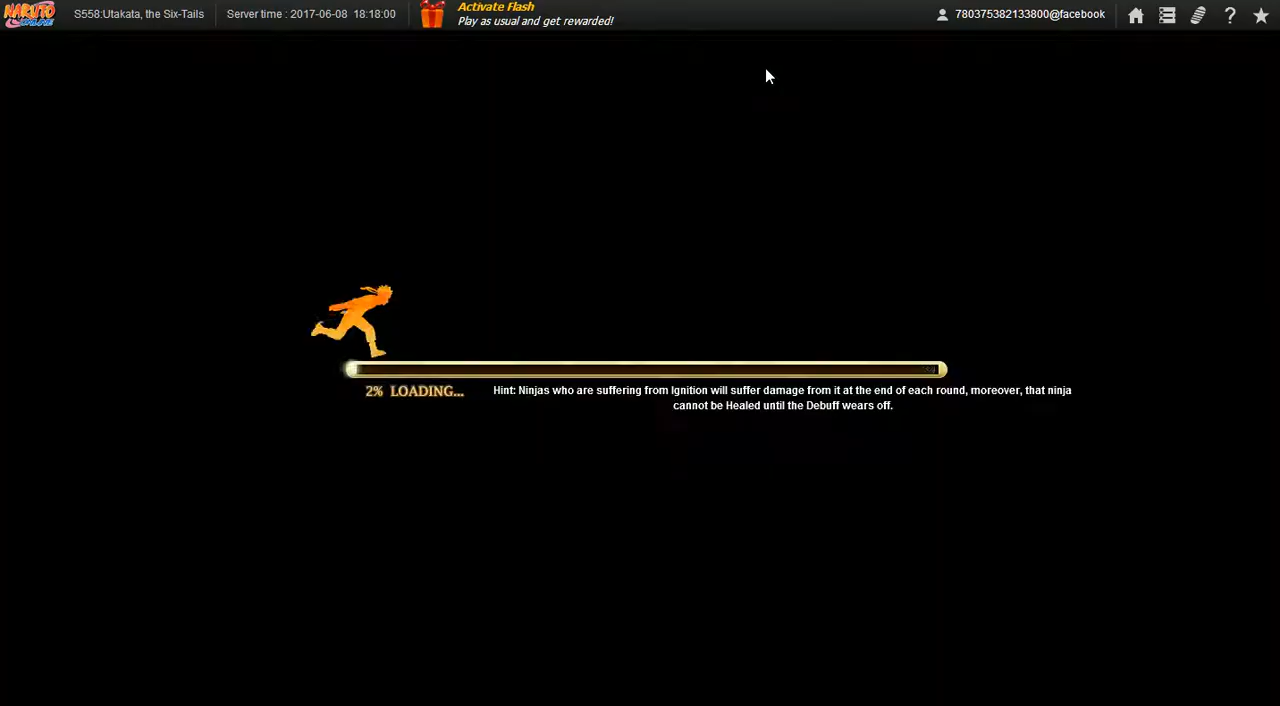 NARUTO
ONLINE
S558:Utakata, the Six-Tails
Server time : 2017-06-08 18:18:00
Activate Flash
Play as usual and get rewarded!
780375382133800@facebook
?
2% LOADING...
Hint: Ninjas who are suffering from Ignition will suffer damage from it at the end of each round, moreover, that ninja
cannot be Healed until the Debuff wears off.